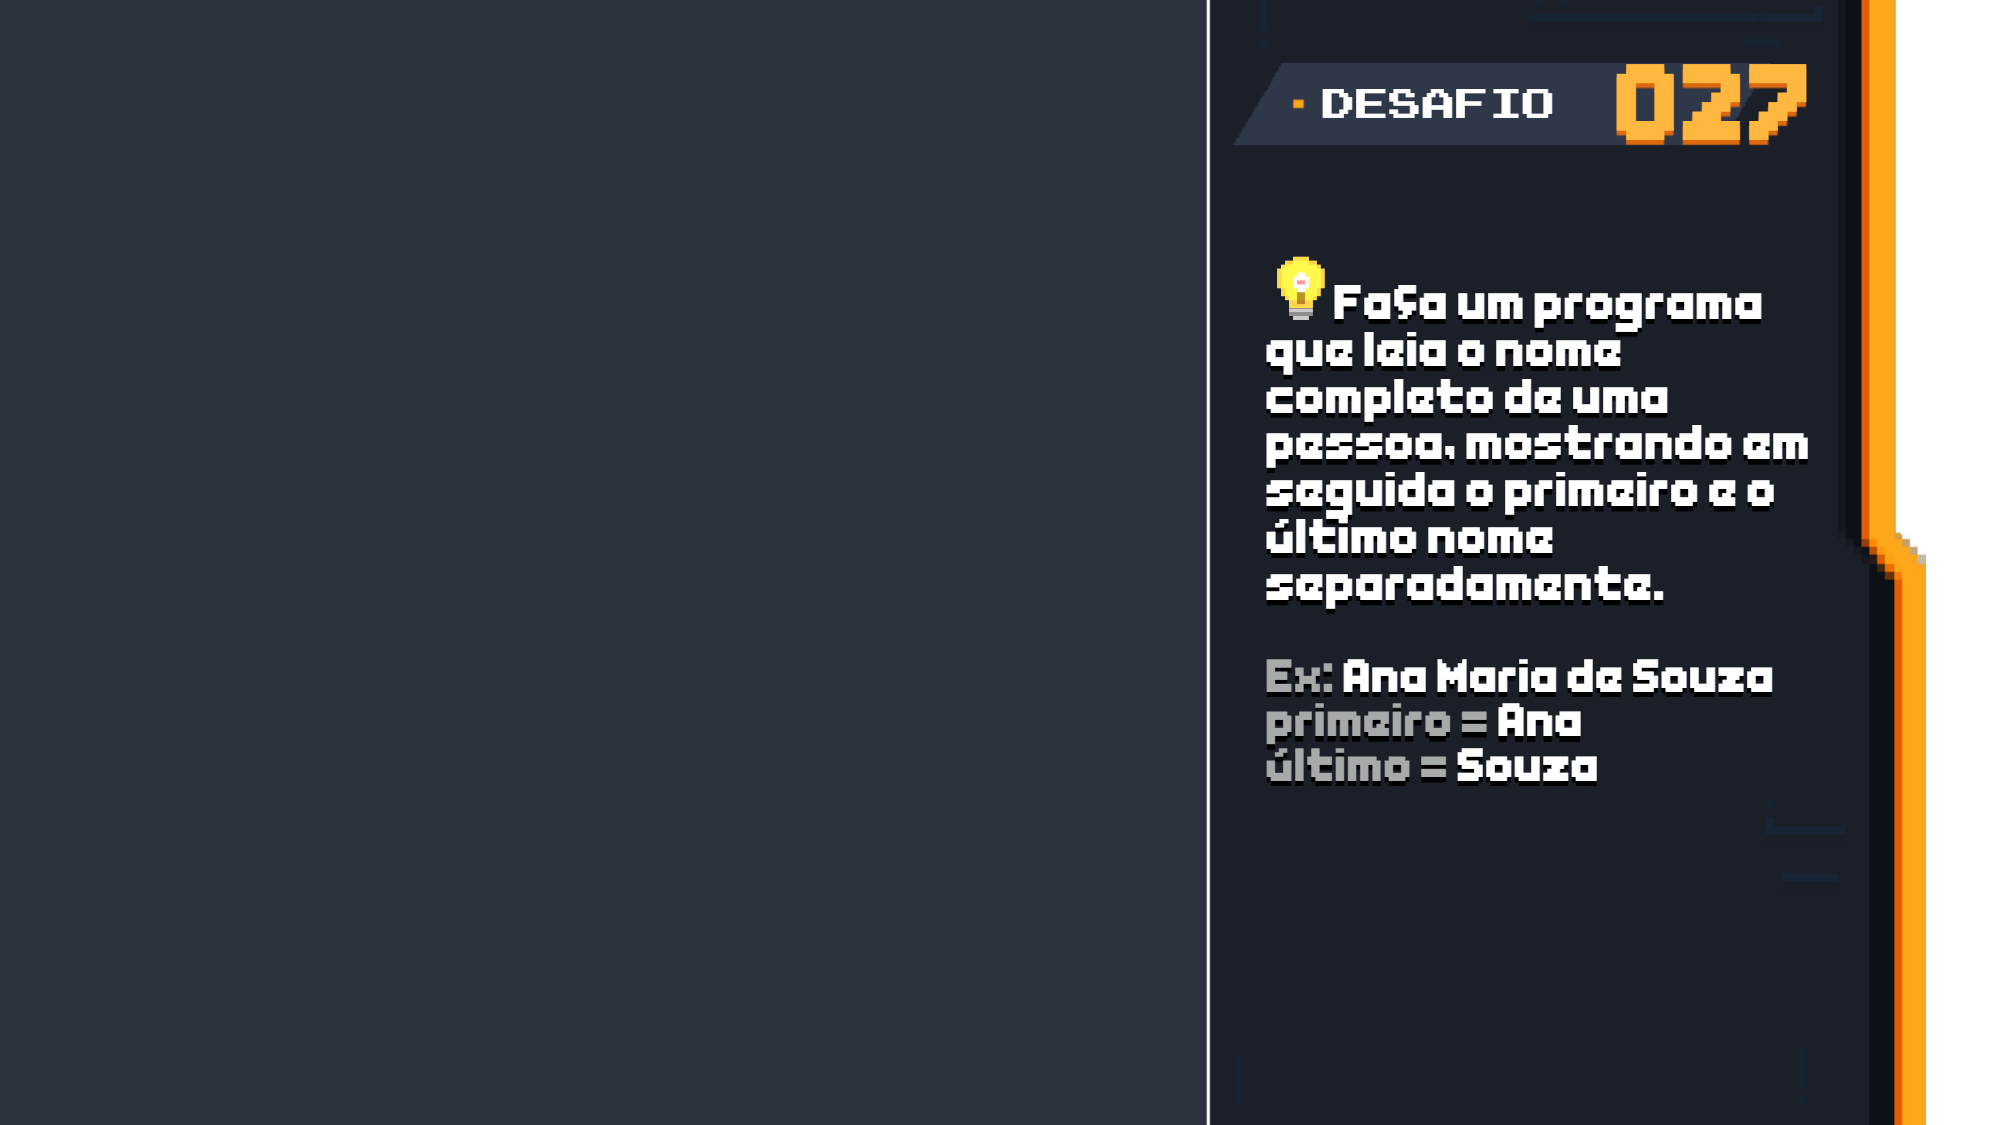 DESAFIO 027
Faça um programa
que leia o nome
completo de uma
pessoa, mostrando em
seguida o primeiro e o
último nome
separadamente.
Ex: Ana Maria de Souza
primeiro = Ana
último = Souza